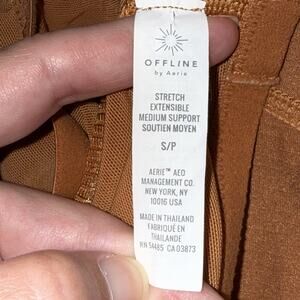 OFFLINE
by Aerie
STRETCH
EXTENSIBLE
MEDIUM SUPPORT
SOUTIEN MOYEN
S/P
AERIE™ AEO
MANAGEMENT CO.
NEW YORK, NY
10016 USA
MADE IN THAILAND
FABRIQUÉ EN
THAÏLANDE
RN 54485 CA 03873